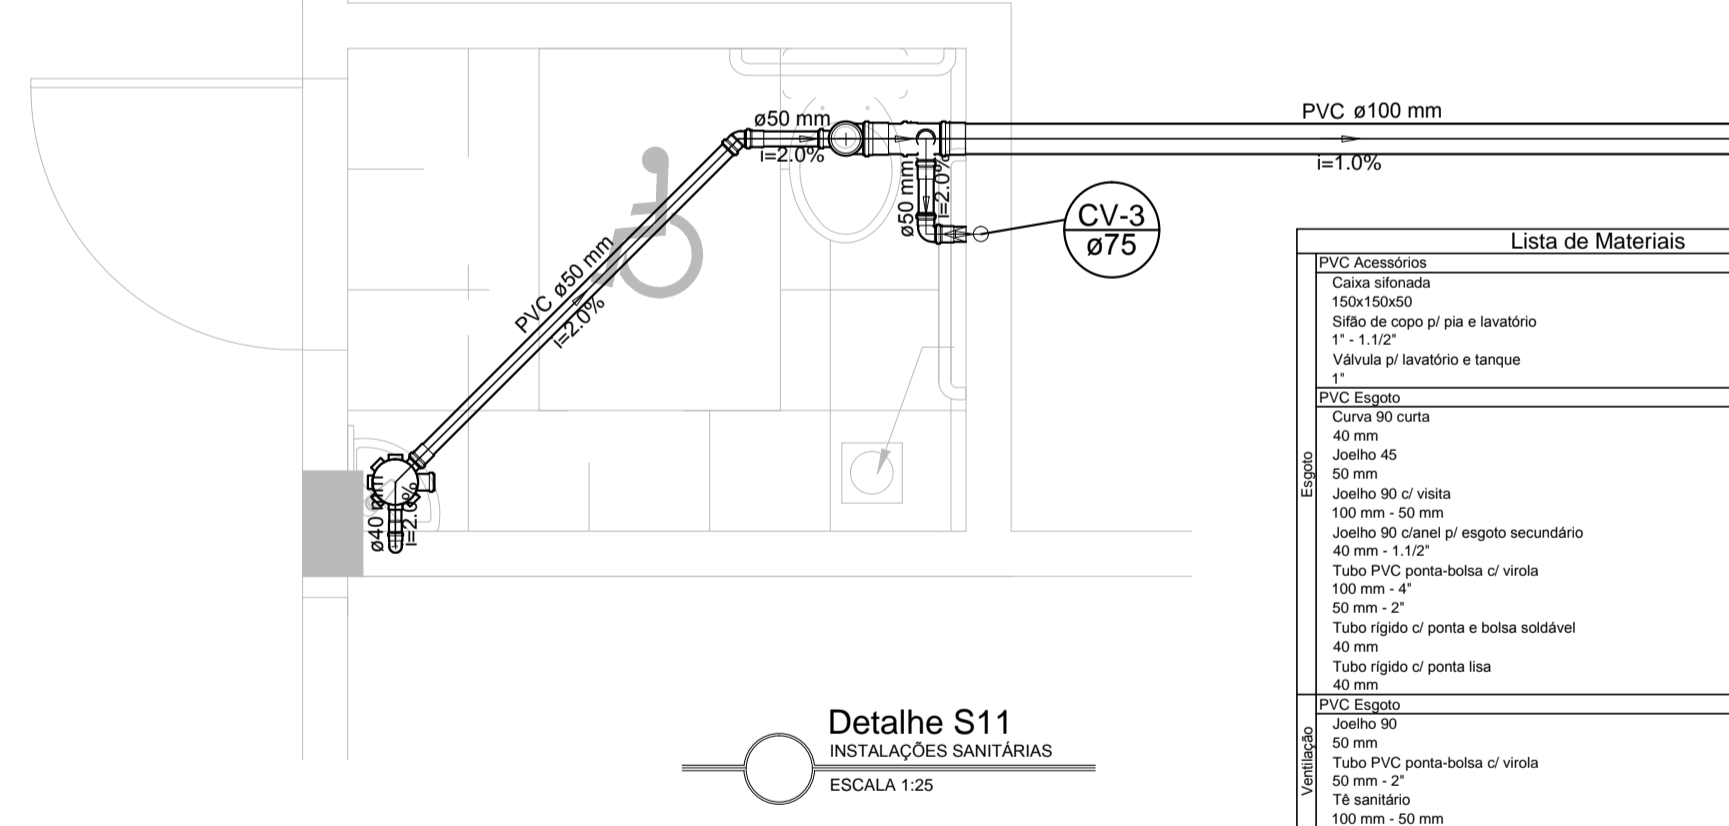 ø50 mm
i=2.0%
PVC ø100 mm
i=1.0%
ø50 mm
i=2.0%
CV-3
ø75
PVC ø50 mm
i=2.0%
ø40 mm
i=2.0%
Detalhe S11
INSTALAÇÕES SANITÁRIAS
ESCALA 1:25
Lista de Materiais
Esgoto
PVC Acessórios
Caixa sifonada
150x150x50
Sifão de copo p/ pia e lavatório
1" - 1.1/2"
Válvula p/ lavatório e tanque
1"
PVC Esgoto
Curva 90 curta
40 mm
Joelho 45
50 mm
Joelho 90 c/ visita
100 mm - 50 mm
Joelho 90 c/anel p/ esgoto secundário
40 mm - 1.1/2"
Tubo PVC ponta-bolsa c/ virola
100 mm - 4"
50 mm - 2"
Tubo rígido c/ ponta e bolsa soldável
40 mm
Tubo rígido c/ ponta lisa
40 mm
Ventilação
PVC Esgoto
Joelho 90
50 mm
Tubo PVC ponta-bolsa c/ virola
50 mm - 2"
Tê sanitário
100 mm - 50 mm